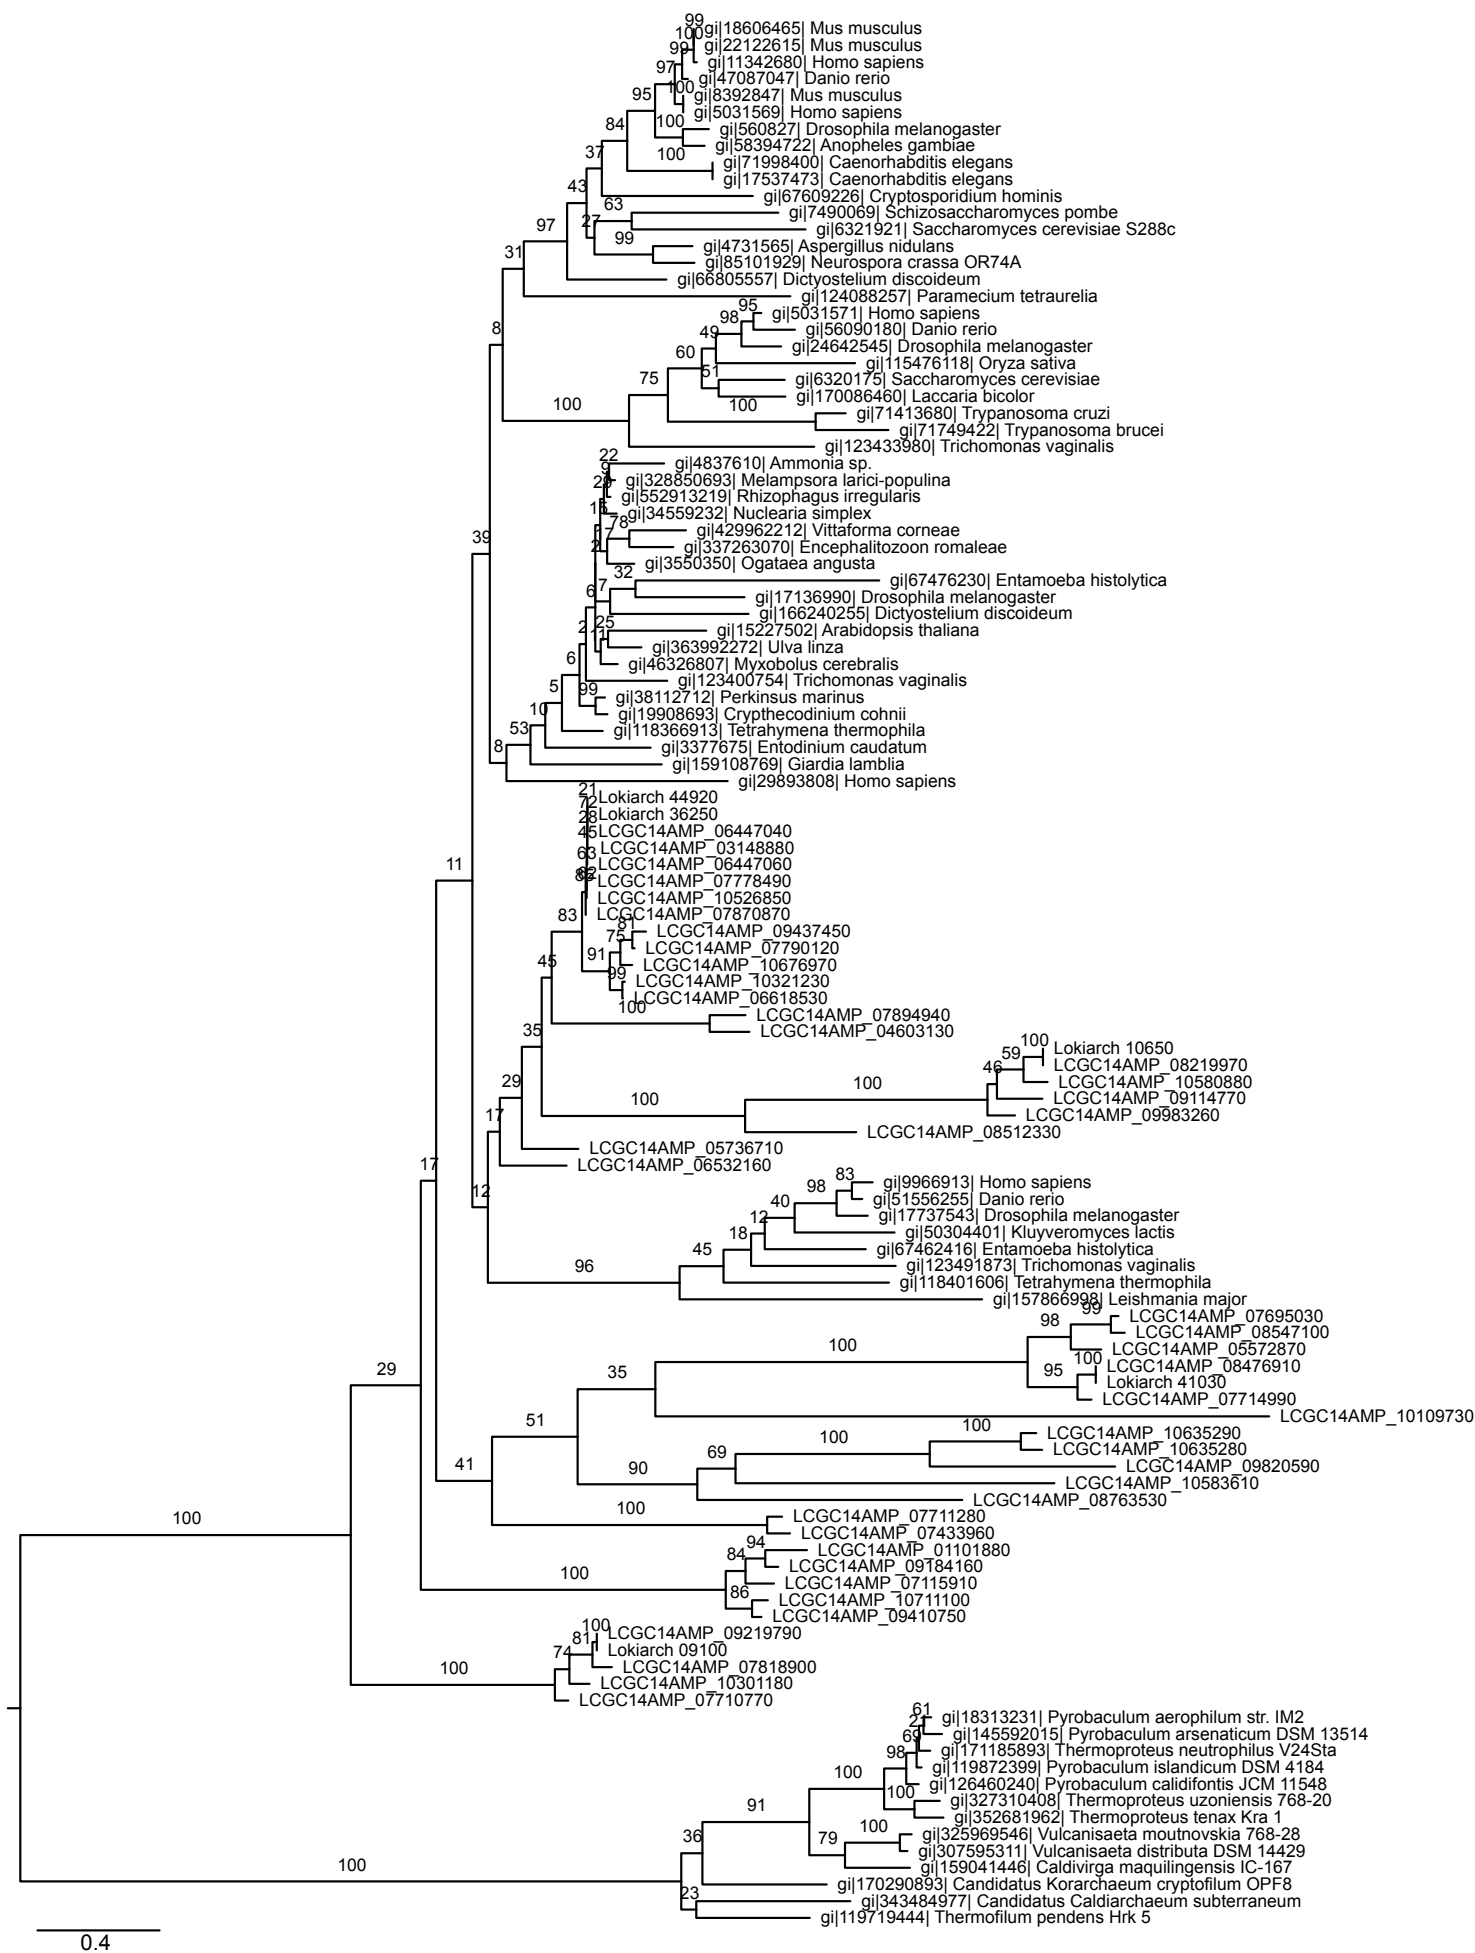 99
gi|18606465| Mus musculus
100
gi|22122615| Mus musculus
99
gi|11342680| Homo sapiens
97
gi|47087047| Danio rerio
100
gi|8392847| Mus musculus
95
gi|5031569| Homo sapiens
100
84
gi|560827| Drosophila melanogaster
gi|58394722| Anopheles gambiae
37
100
gi|71998400| Caenorhabditis elegans
gi|17537473| Caenorhabditis elegans
43
gi|67609226| Cryptosporidium hominis
63
gi|7490069| Schizosaccharomyces pombe
27
97
gi|6321921| Saccharomyces cerevisiae S288c
99
gi|4731565| Aspergillus nidulans
31
gi|85101929| Neurospora crassa OR74A
gi|66805557| Dictyostelium discoideum
gi|124088257| Paramecium tetraurelia
95
gi|5031571| Homo sapiens
98
8
gi|56090180| Danio rerio
49
gi|24642545| Drosophila melanogaster
60
gi|115476118| Oryza sativa
51
75
gi|6320175| Saccharomyces cerevisiae
gi|170086460| Laccaria bicolor
100
100
gi|71413680| Trypanosoma cruzi
gi|71749422| Trypanosoma brucei
gi|123433980| Trichomonas vaginalis
22
gi|4837610| Ammonia sp.
9
gi|328850693| Melampsora larici-populina
29
gi|552913219| Rhizophagus irregularis
15
gi|34559232| Nuclearia simplex
78
gi|429962212| Vittaforma corneae
39
7
2
gi|337263070| Encephalitozoon romaleae
gi|3550350| Ogataea angusta
32
gi|67476230| Entamoeba histolytica
7
6
gi|17136990| Drosophila melanogaster
gi|166240255| Dictyostelium discoideum
25
2
gi|15227502| Arabidopsis thaliana
gi|363992272| Ulva linza
6
gi|46326807| Myxobolus cerebralis
gi|123400754| Trichomonas vaginalis
5
99
gi|38112712| Perkinsus marinus
10
gi|19908693| Crypthecodinium cohnii
53
gi|118366913| Tetrahymena thermophila
8
gi|3377675| Entodinium caudatum
gi|159108769| Giardia lamblia
gi|29893808| Homo sapiens
21
Lokiarch 44920
72
Lokiarch 36250
28
LCGC14AMP_06447040
45
LCGC14AMP_03148880
63
11
LCGC14AMP_06447060
LCGC14AMP_07778490
LCGC14AMP_10526850
83
LCGC14AMP_07870870
81
LCGC14AMP_09437450
75
LCGC14AMP_07790120
91
45
LCGC14AMP_10676970
99
LCGC14AMP_10321230
LCGC14AMP_06618530
100
LCGC14AMP_07894940
35
LCGC14AMP_04603130
100
Lokiarch 10650
59
LCGC14AMP_08219970
46
29
100
LCGC14AMP_10580880
100
LCGC14AMP_09114770
17
LCGC14AMP_09983260
LCGC14AMP_08512330
LCGC14AMP_05736710
17
LCGC14AMP_06532160
83
gi|9966913| Homo sapiens
12
98
gi|51556255| Danio rerio
40
gi|17737543| Drosophila melanogaster
12
18
gi|50304401| Kluyveromyces lactis
45
gi|67462416| Entamoeba histolytica
96
gi|123491873| Trichomonas vaginalis
gi|118401606| Tetrahymena thermophila
gi|157866998| Leishmania major
99
LCGC14AMP_07695030
98
LCGC14AMP_08547100
100
LCGC14AMP_05572870
100
29
35
95
LCGC14AMP_08476910
Lokiarch 41030
LCGC14AMP_07714990
51
LCGC14AMP_10109730
100
LCGC14AMP_10635290
100
69
LCGC14AMP_10635280
41
90
LCGC14AMP_09820590
LCGC14AMP_10583610
LCGC14AMP_08763530
100
100
LCGC14AMP_07711280
LCGC14AMP_07433960
94
LCGC14AMP_01101880
84
LCGC14AMP_09184160
100
LCGC14AMP_07115910
86
LCGC14AMP_10711100
LCGC14AMP_09410750
100
LCGC14AMP_09219790
81
Lokiarch 09100
74
100
LCGC14AMP_07818900
LCGC14AMP_10301180
LCGC14AMP_07710770
61
gi|18313231| Pyrobaculum aerophilum str. IM2
21
gi|145592015| Pyrobaculum arsenaticum DSM 13514
69
98
gi|171185893| Thermoproteus neutrophilus V24Sta
100
gi|119872399| Pyrobaculum islandicum DSM 4184
gi|126460240| Pyrobaculum calidifontis JCM 11548
100
91
gi|327310408| Thermoproteus uzoniensis 768-20
gi|352681962| Thermoproteus tenax Kra 1
100
36
79
gi|325969546| Vulcanisaeta moutnovskia 768-28
gi|307595311| Vulcanisaeta distributa DSM 14429
100
gi|159041446| Caldivirga maquilingensis IC-167
gi|170290893| Candidatus Korarchaeum cryptofilum OPF8
23
gi|343484977| Candidatus Caldiarchaeum subterraneum
gi|119719444| Thermofilum pendens Hrk 5
0.4